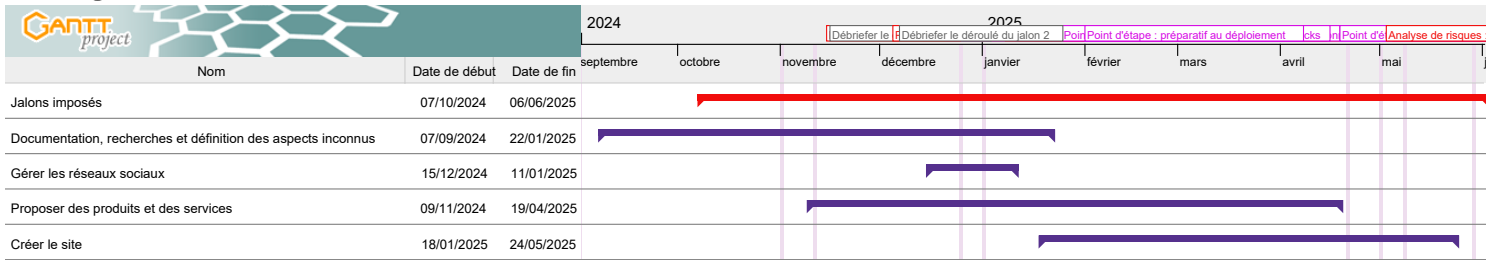 GANTT
project
2024
2025
Débriefer le
Débriefer le déroulé du jalon 2
Poin
Point d'étape : préparatif au déploiement
cks
Point d'é
Analyse de risques :
Nom
Date de début
Date de fin
septembre
octobre
novembre
décembre
janvier
février
mars
avril
mai
Jalons imposés 07/10/2024 06/06/2025
Documentation, recherches et définition des aspects inconnus 07/09/2024 22/01/2025
Gérer les réseaux sociaux 15/12/2024 11/01/2025
Proposer des produits et des services 09/11/2024 19/04/2025
Créer le site 18/01/2025 24/05/2025